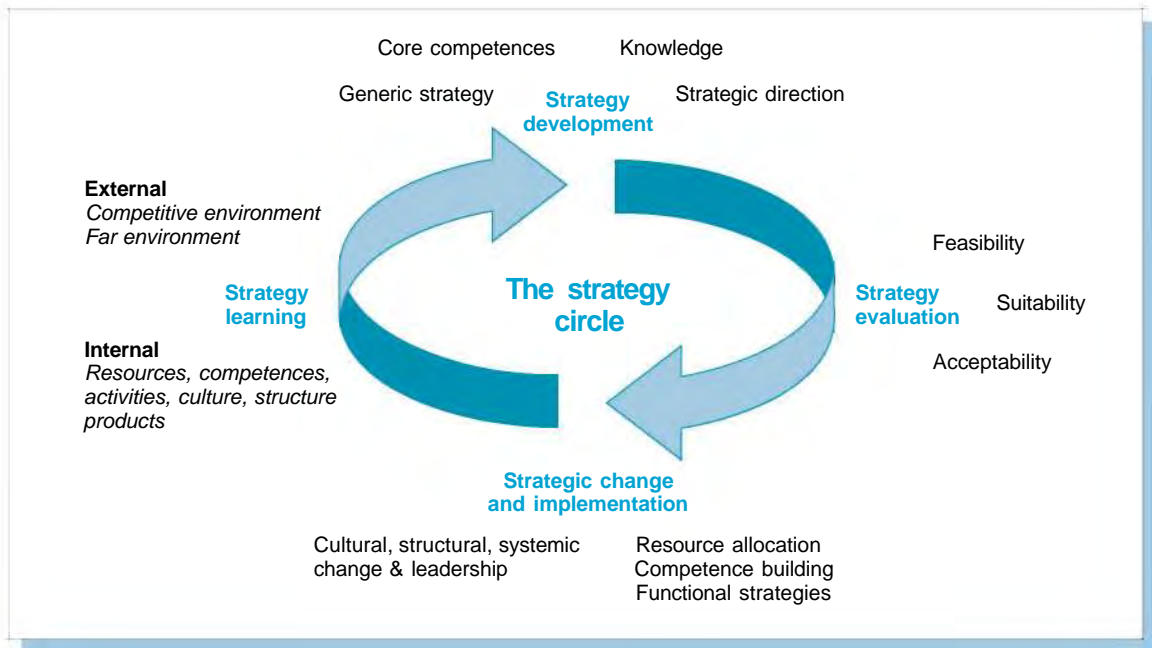 Core competences
Knowledge
Generic strategy
Strategy
development
Strategic direction
External
Competitive environment
Far environment
Feasibility
Strategy
learning
The strategy
circle
Strategy
evaluation
Suitability
Internal
Resources, competences,
activities, culture, structure
products
Acceptability
Strategic change
and implementation
Cultural, structural, systemic
change & leadership
Resource allocation
Competence building
Functional strategies